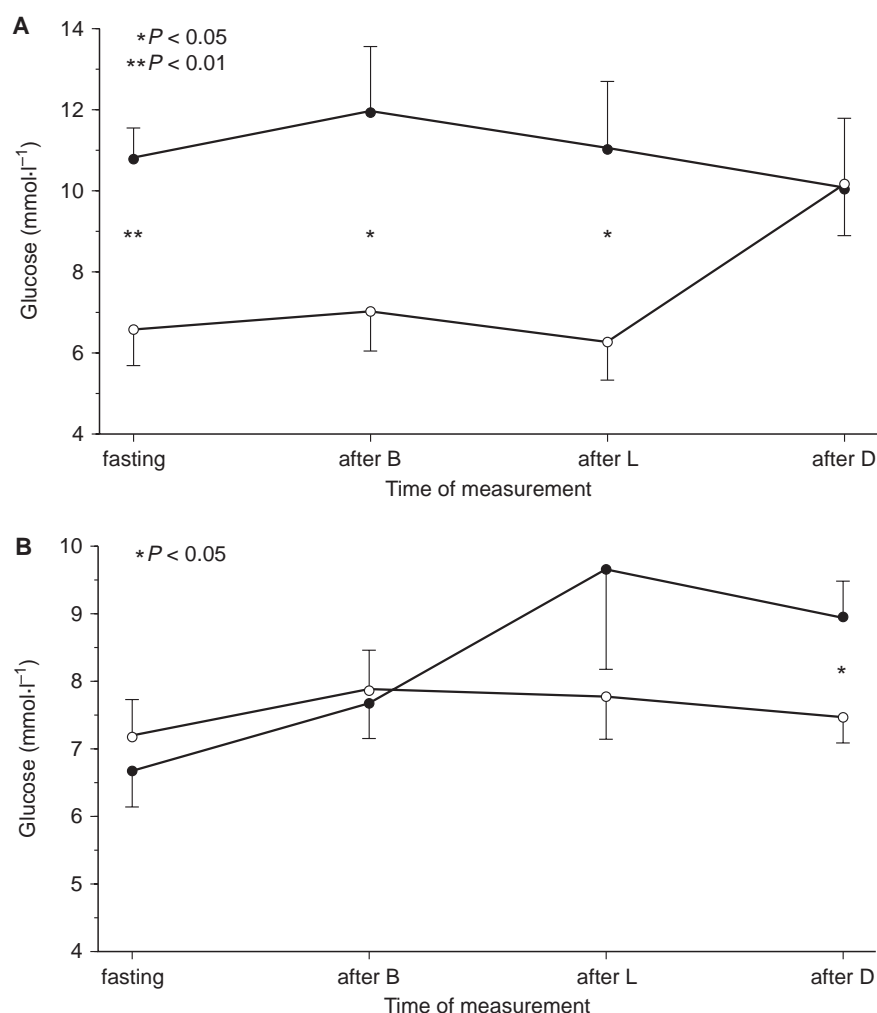 A
*P < 0.05
**P < 0.01
14
12
10
8
6
4
Glucose (mmol·l⁻¹)
** * *
fasting after B after L after D
Time of measurement
B
*P < 0.05
10
9
8
7
6
5
4
Glucose (mmol·l⁻¹)
*
fasting after B after L after D
Time of measurement